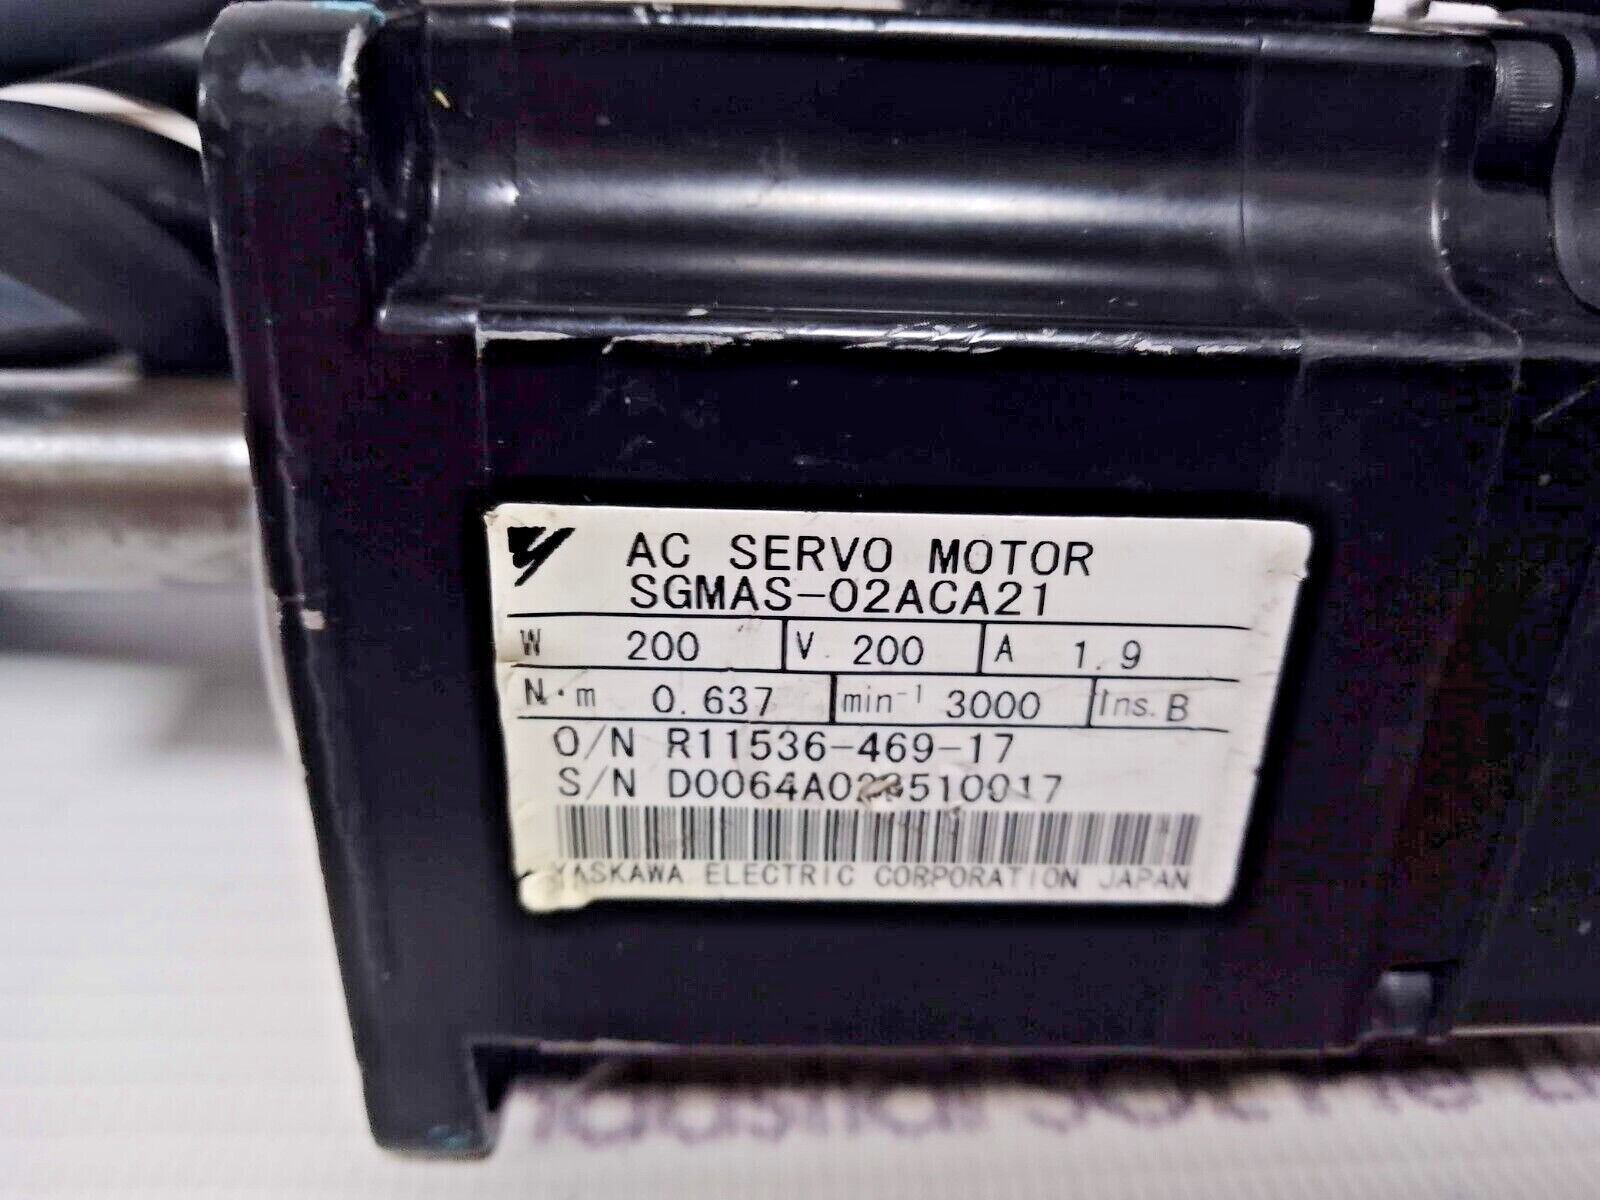 AC SERVO MOTOR
SGMAS-02ACA21
W 200 V 200 A 1.9
N·m 0.637 min⁻¹ 3000 Ins. B
O/N R11536-469-17
YASKAWA ELECTRIC CORPORATION JAPAN